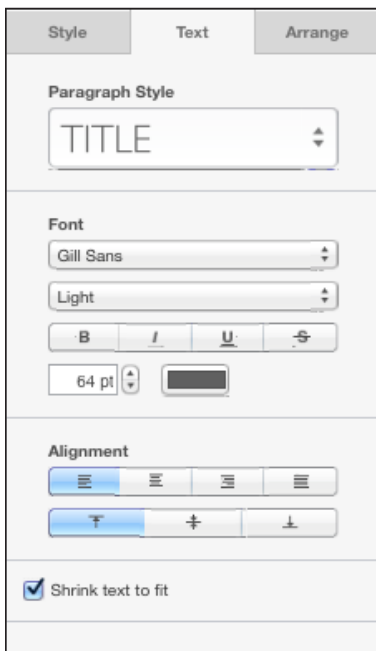 Style Text Arrange
Paragraph Style
TITLE
Font
Gill Sans
Light
B I U S
64 pt
Alignment
Shrink text to fit